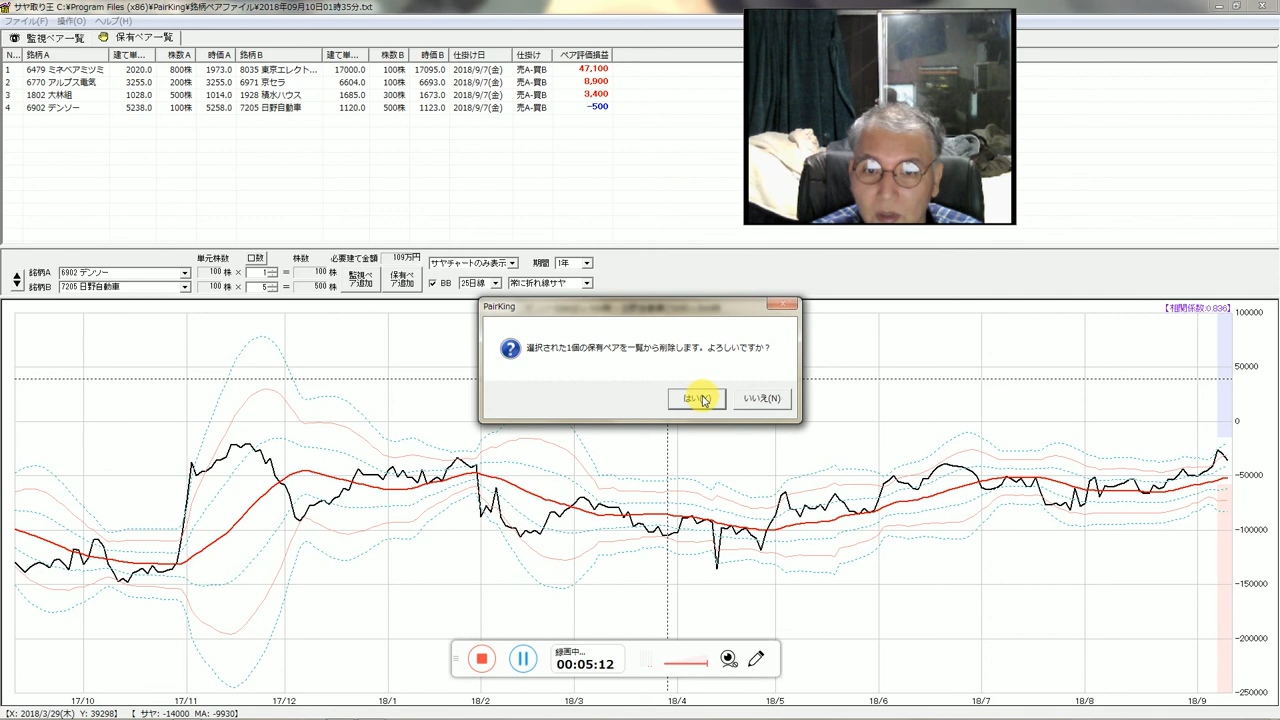 サヤ取り王 C:¥Program Files (x86)¥PairKing¥銘柄ペアファイル¥2018年09月10日01時35分.txt
ファイル(F) 操作(O) ヘルプ(H)
監視ペア一覧 保有ペア一覧
N... 銘柄A 建て単... 株数A 時価A 銘柄B 建て単... 株数B 時価B 仕掛け日 仕掛け ペア評価損益
1 6479 ミネベアミツミ 2020.0 800株 1973.0 8035 東京エレクト... 17000.0 100株 17095.0 2018/9/7(金) 売A-買B 47,100
2 6770 アルプス電気 3255.0 200株 3255.0 6971 京セラ 6604.0 100株 6693.0 2018/9/7(金) 売A-買B 8,900
3 1802 大林組 1028.0 500株 1014.0 1928 積水ハウス 1685.0 300株 1673.0 2018/9/7(金) 売A-買B 3,400
4 6902 デンソー 5238.0 100株 5258.0 7205 日野自動車 1120.0 500株 1123.0 2018/9/7(金) 売A-買B -500
単元株数 口数 株数 必要建て金額 109万円 サヤチャートのみ表示 期間 1年
銘柄A 6902 デンソー 100 株 × 1 = 100 株 監視ペア追加 保有ペア追加
銘柄B 7205 日野自動車 100 株 × 5 = 500 株 BB 25日線 常に折れ線サヤ
PairKing
選択された1個の保有ペアを一覧から削除します。よろしいですか？
いいえ(N)
【相関係数:0.836】
100000
50000
0
-50000
-100000
-150000
-200000
-250000
録画中...
00:05:12
17/10 17/11 17/12 18/1 18/2 18/3 18/4 18/5 18/6 18/7 18/8 18/9
【X: 2018/3/29(木) Y: 39298】 【 サヤ: -14000 MA: -9930】